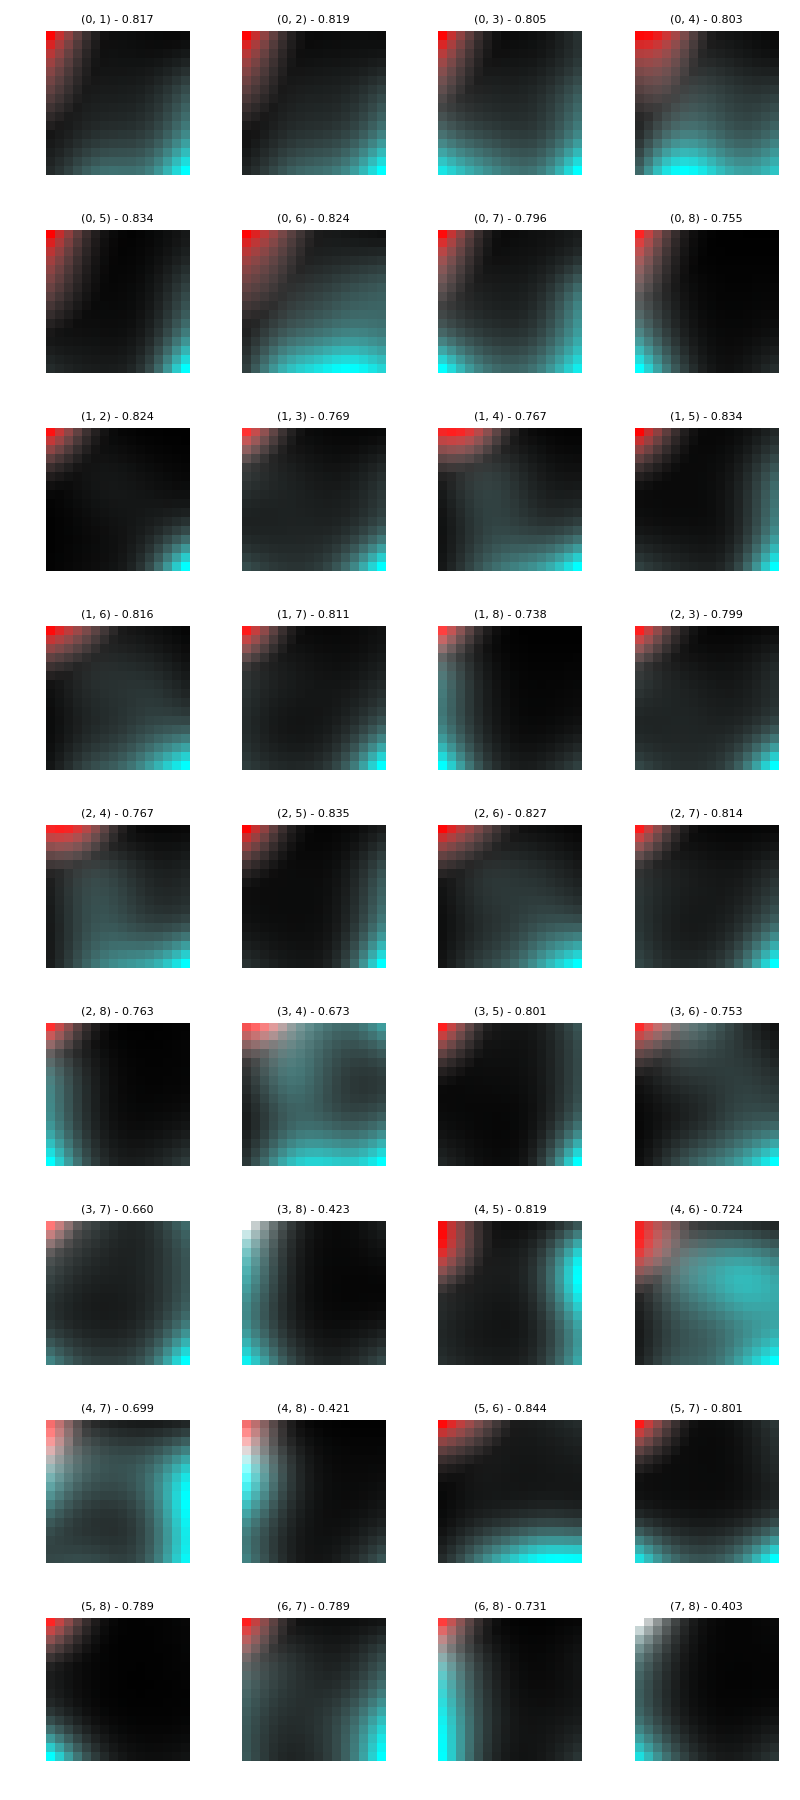 (0, 1) - 0.817 (0, 2) - 0.819 (0, 3) - 0.805 (0, 4) - 0.803
(0, 5) - 0.834 (0, 6) - 0.824 (0, 7) - 0.796 (0, 8) - 0.755
(1, 2) - 0.824 (1, 3) - 0.769 (1, 4) - 0.767 (1, 5) - 0.834
(1, 6) - 0.816 (1, 7) - 0.811 (1, 8) - 0.738 (2, 3) - 0.799
(2, 4) - 0.767 (2, 5) - 0.835 (2, 6) - 0.827 (2, 7) - 0.814
(2, 8) - 0.763 (3, 4) - 0.673 (3, 5) - 0.801 (3, 6) - 0.753
(3, 7) - 0.660 (3, 8) - 0.423 (4, 5) - 0.819 (4, 6) - 0.724
(4, 7) - 0.699 (4, 8) - 0.421 (5, 6) - 0.844 (5, 7) - 0.801
(5, 8) - 0.789 (6, 7) - 0.789 (6, 8) - 0.731 (7, 8) - 0.403